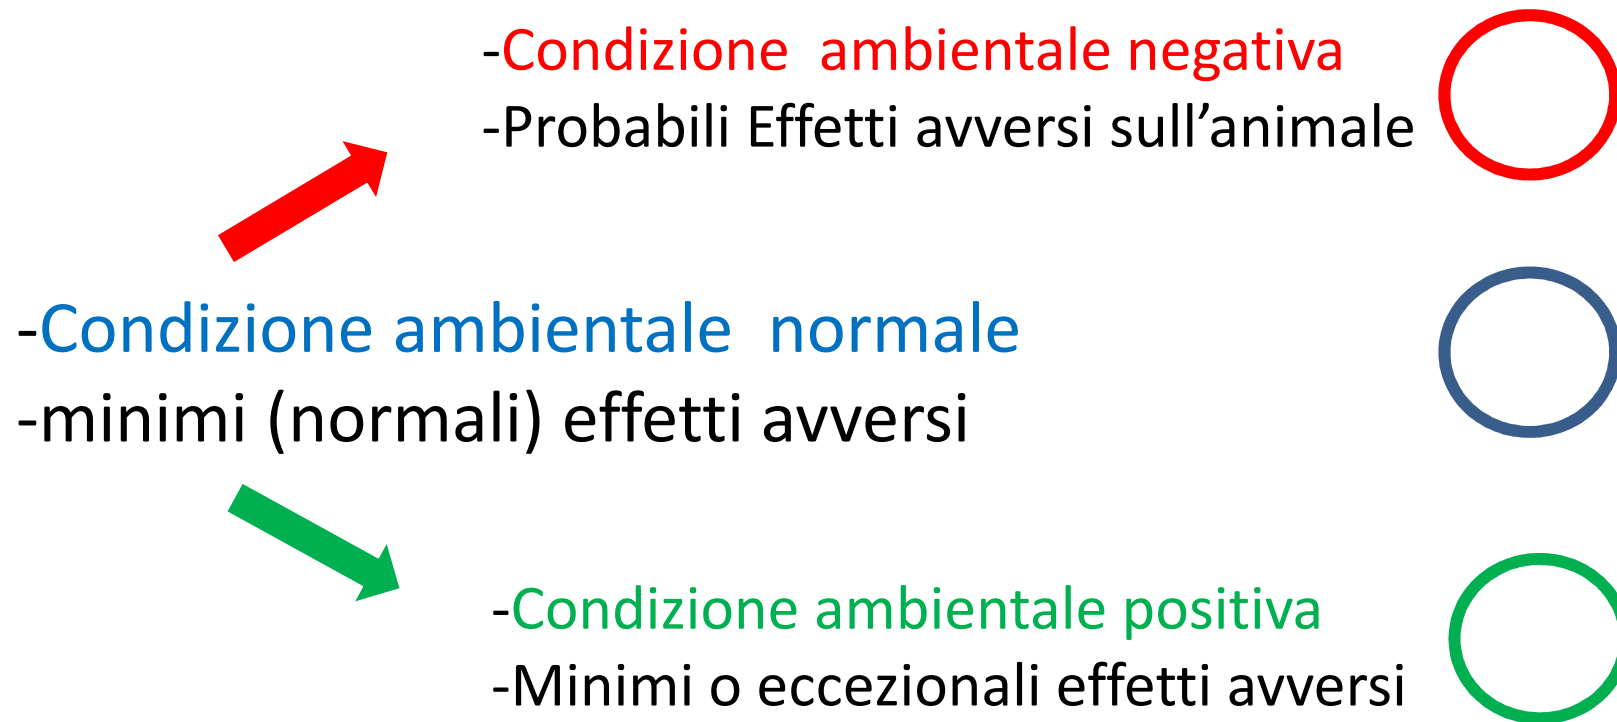 -Condizione  ambientale negativa
-Probabili Effetti avversi sull’animale
-Condizione ambientale  normale
-minimi (normali) effetti avversi
-Condizione ambientale positiva
-Minimi o eccezionali effetti avversi